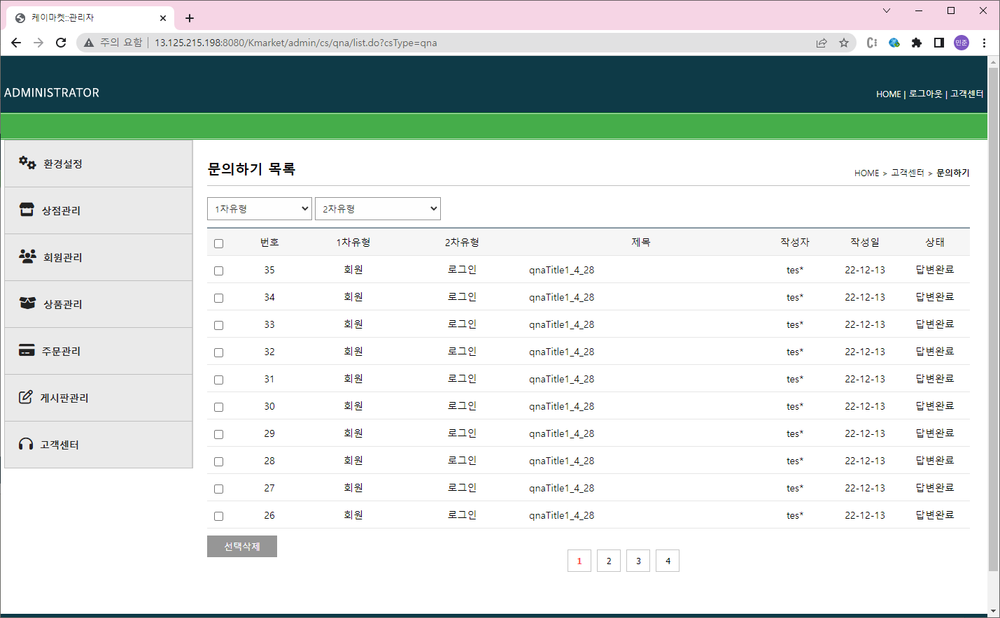 케이마켓::관리자
주의 요함 | 13.125.215.198:8080/Kmarket/admin/cs/qna/list.do?csType=qna
민준
ADMINISTRATOR
HOME | 로그아웃 | 고객센터
환경설정
상점관리
회원관리
상품관리
주문관리
게시판관리
고객센터
문의하기 목록
HOME > 고객센터 > 문의하기
1차유형 2차유형
번호 1차유형 2차유형 제목 작성자 작성일 상태
35 회원 로그인 qnaTitle1_4_28 tes* 22-12-13 답변완료
34 회원 로그인 qnaTitle1_4_28 tes* 22-12-13 답변완료
33 회원 로그인 qnaTitle1_4_28 tes* 22-12-13 답변완료
32 회원 로그인 qnaTitle1_4_28 tes* 22-12-13 답변완료
31 회원 로그인 qnaTitle1_4_28 tes* 22-12-13 답변완료
30 회원 로그인 qnaTitle1_4_28 tes* 22-12-13 답변완료
29 회원 로그인 qnaTitle1_4_28 tes* 22-12-13 답변완료
28 회원 로그인 qnaTitle1_4_28 tes* 22-12-13 답변완료
27 회원 로그인 qnaTitle1_4_28 tes* 22-12-13 답변완료
26 회원 로그인 qnaTitle1_4_28 tes* 22-12-13 답변완료
선택삭제
1 2 3 4